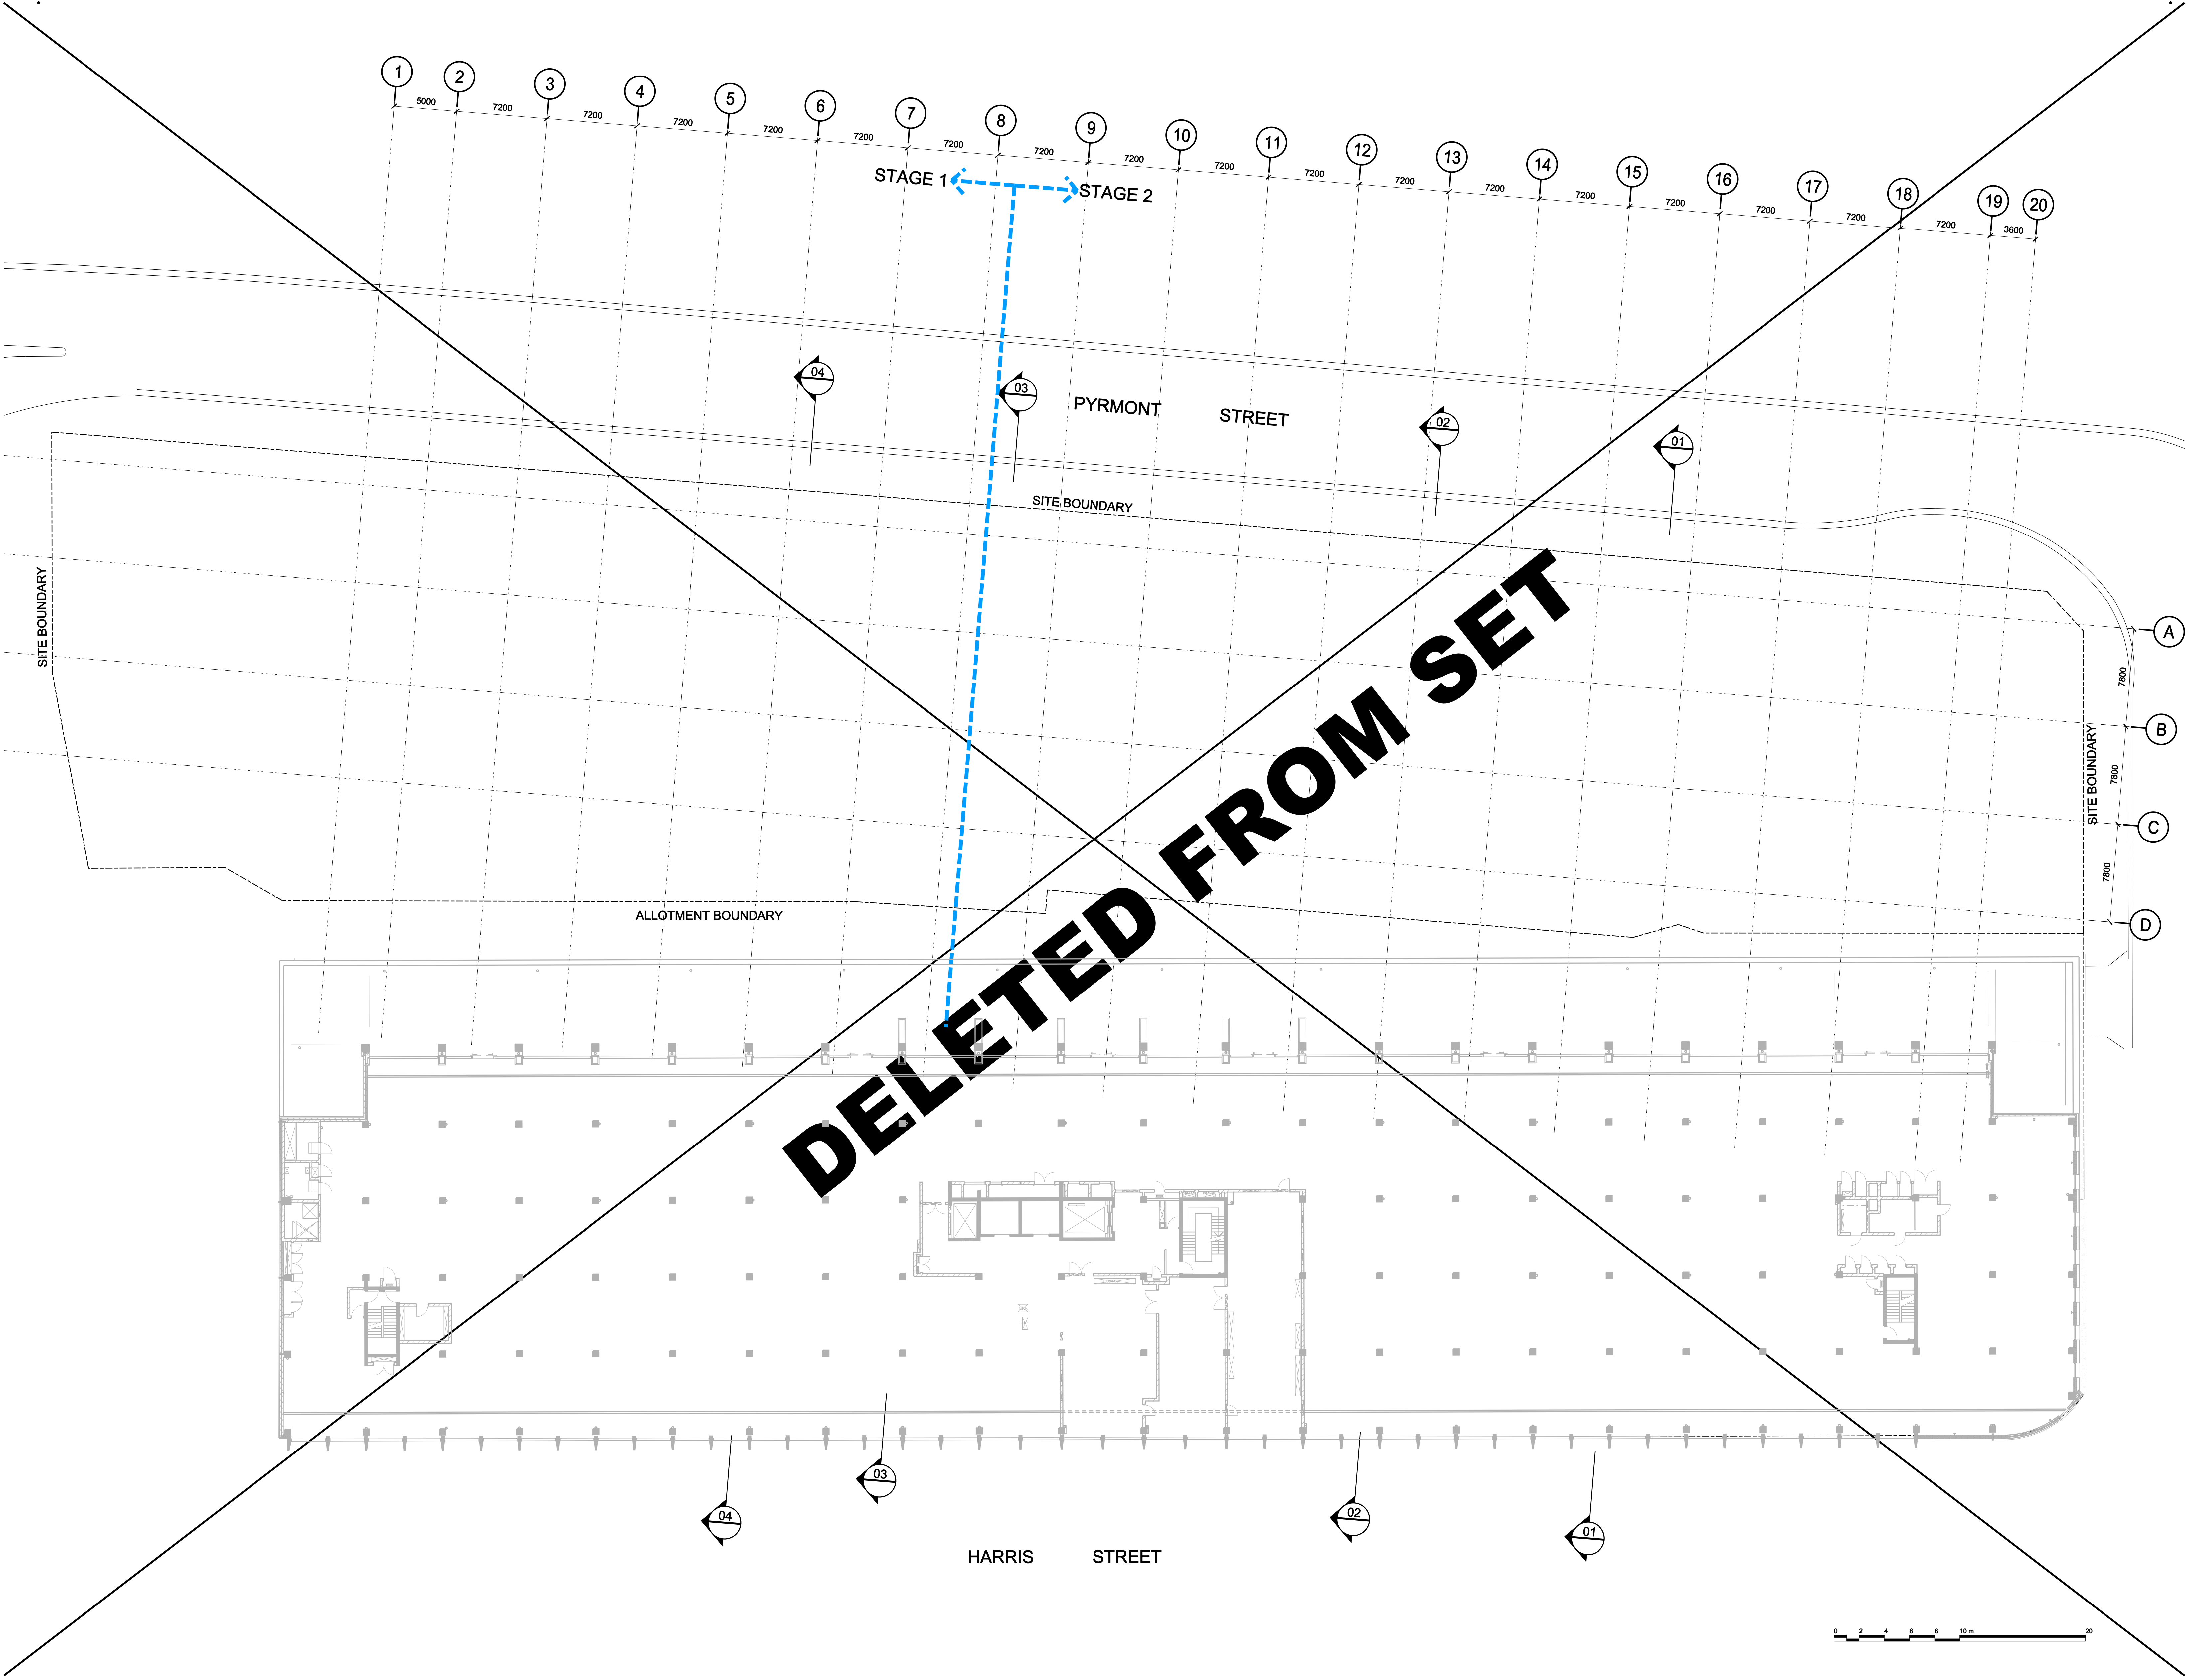 1 2 3 4 5 6 7 8 9 10 11 12 13 14 15 16 17 18 19 20
5000 7200 7200 7200 7200 7200 7200 7200 7200 7200 7200 7200 7200 7200 7200 7200 7200 7200 3600
STAGE 1
STAGE 2
04
03
02
01
PYRMONT STREET
SITE BOUNDARY
SITE BOUNDARY
SITE BOUNDARY
A
7800
B
7800
C
7800
D
ALLOTMENT BOUNDARY
DELETED FROM SET
03
04
02
01
HARRIS STREET
0 2 4 6 8 10 m 20